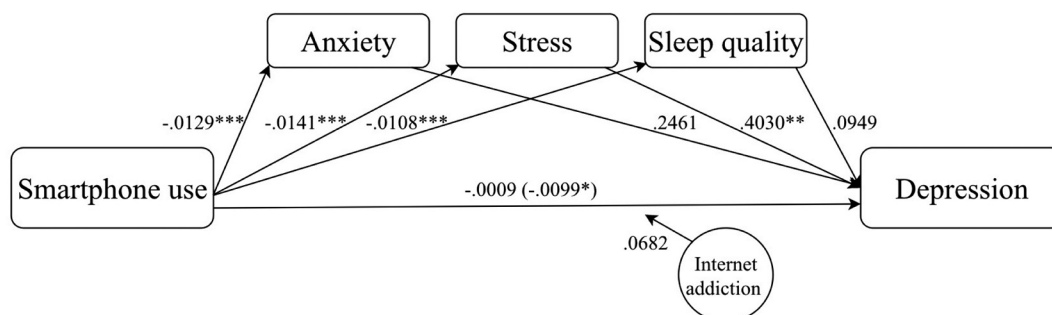 Anxiety
Stress
Sleep quality
-.0129***
-.0141***
-.0108***
.2461
.4030**
.0949
Smartphone use
-.0009 (-.0099*)
Depression
.0682
Internet
addiction